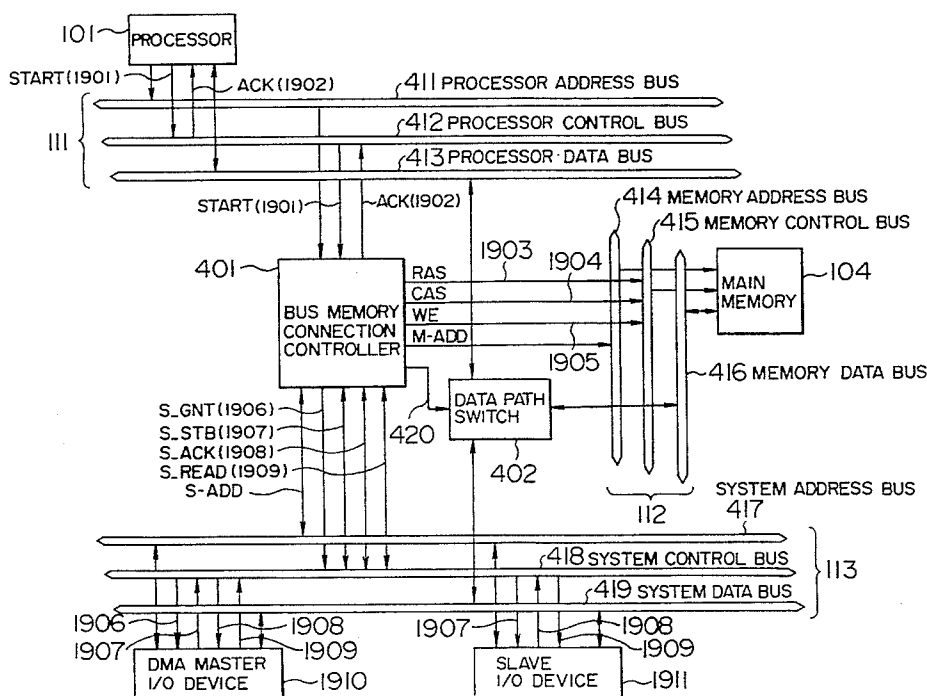 101
PROCESSOR
START(1901)
ACK(1902)
411 PROCESSOR ADDRESS BUS
412 PROCESSOR CONTROL BUS
111
413 PROCESSOR DATA BUS
START(1901)
ACK(1902)
414 MEMORY ADDRESS BUS
415 MEMORY CONTROL BUS
401
1903
1904
104
RAS
CAS
WE
M-ADD
BUS MEMORY
CONNECTION
CONTROLLER
MAIN
MEMORY
1905
416 MEMORY DATA BUS
S_GNT(1906)
S_STB(1907)
S_ACK(1908)
S_READ(1909)
S-ADD
420
DATA PATH
SWITCH
402
112
SYSTEM ADDRESS BUS
417
418 SYSTEM CONTROL BUS
113
419 SYSTEM DATA BUS
1906
1907
1908
1909
1907
1908
1909
DMA MASTER
I/O DEVICE
1910
SLAVE
I/O DEVICE
1911